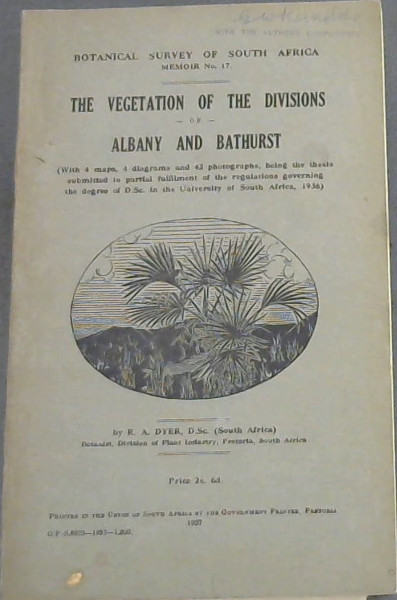 WITH THE AUTHOR'S COMPLIMENTS
BOTANICAL SURVEY OF SOUTH AFRICA
MEMOIR No. 17.
THE VEGETATION OF THE DIVISIONS
— OF —
ALBANY AND BATHURST
(With 4 maps, 4 diagrams and 42 photographs, being the thesis
submitted in partial fulfilment of the regulations governing
the degree of D.Sc. in the University of South Africa, 1936)
by R. A. DYER, D.Sc. (South Africa)
Botanist, Division of Plant Industry, Pretoria, South Africa
Price 2s. 6d.
PRINTED IN THE UNION OF SOUTH AFRICA BY THE GOVERNMENT PRINTER, PRETORIA
1937